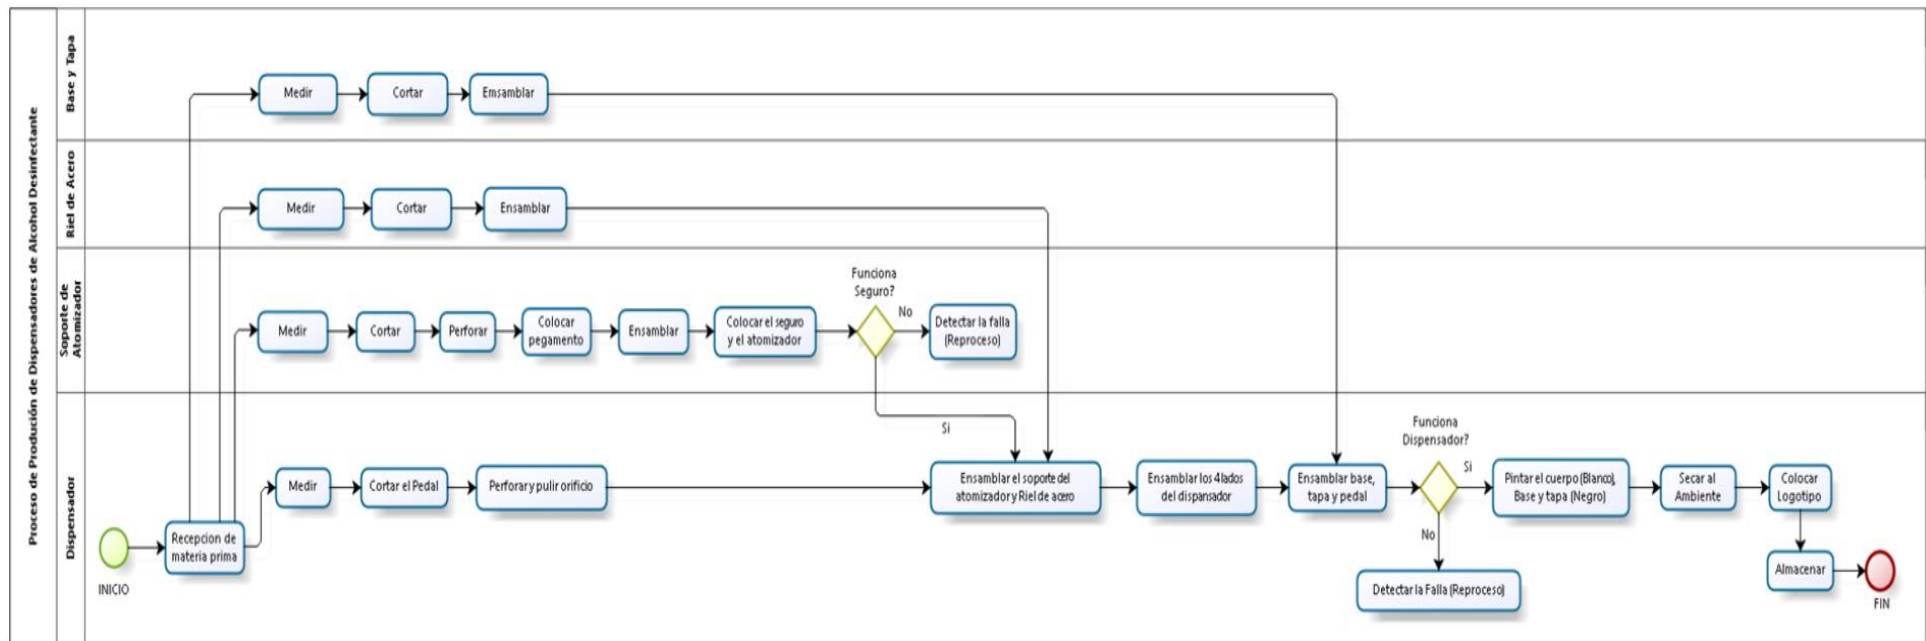 Proceso de Produción de Dispensadores de Alcohol Desinfectante
Base y Tapa
Medir
Cortar
Emsamblar
Riel de Acero
Medir
Cortar
Ensamblar
Soporte de
Atomizador
Medir
Cortar
Perforar
Colocar
pegamento
Ensamblar
Colocar el seguro
y el atomizador
Funciona
Seguro?
No
Detectar la falla
(Reproceso)
Si
Dispensador
INICIO
Recepcion de
materia prima
Medir
Cortar el Pedal
Perforar y pulir orificio
Ensamblar el soporte del
atomizador y Riel de acero
Ensamblar los 4 lados
del dispansador
Ensamblar base,
tapa y pedal
Funciona
Dispensador?
Si
No
Detectar la Falla (Reproceso)
Pintar el cuerpo (Blanco),
Base y tapa (Negro)
Secar al
Ambiente
Colocar
Logotipo
Almacenar
FIN